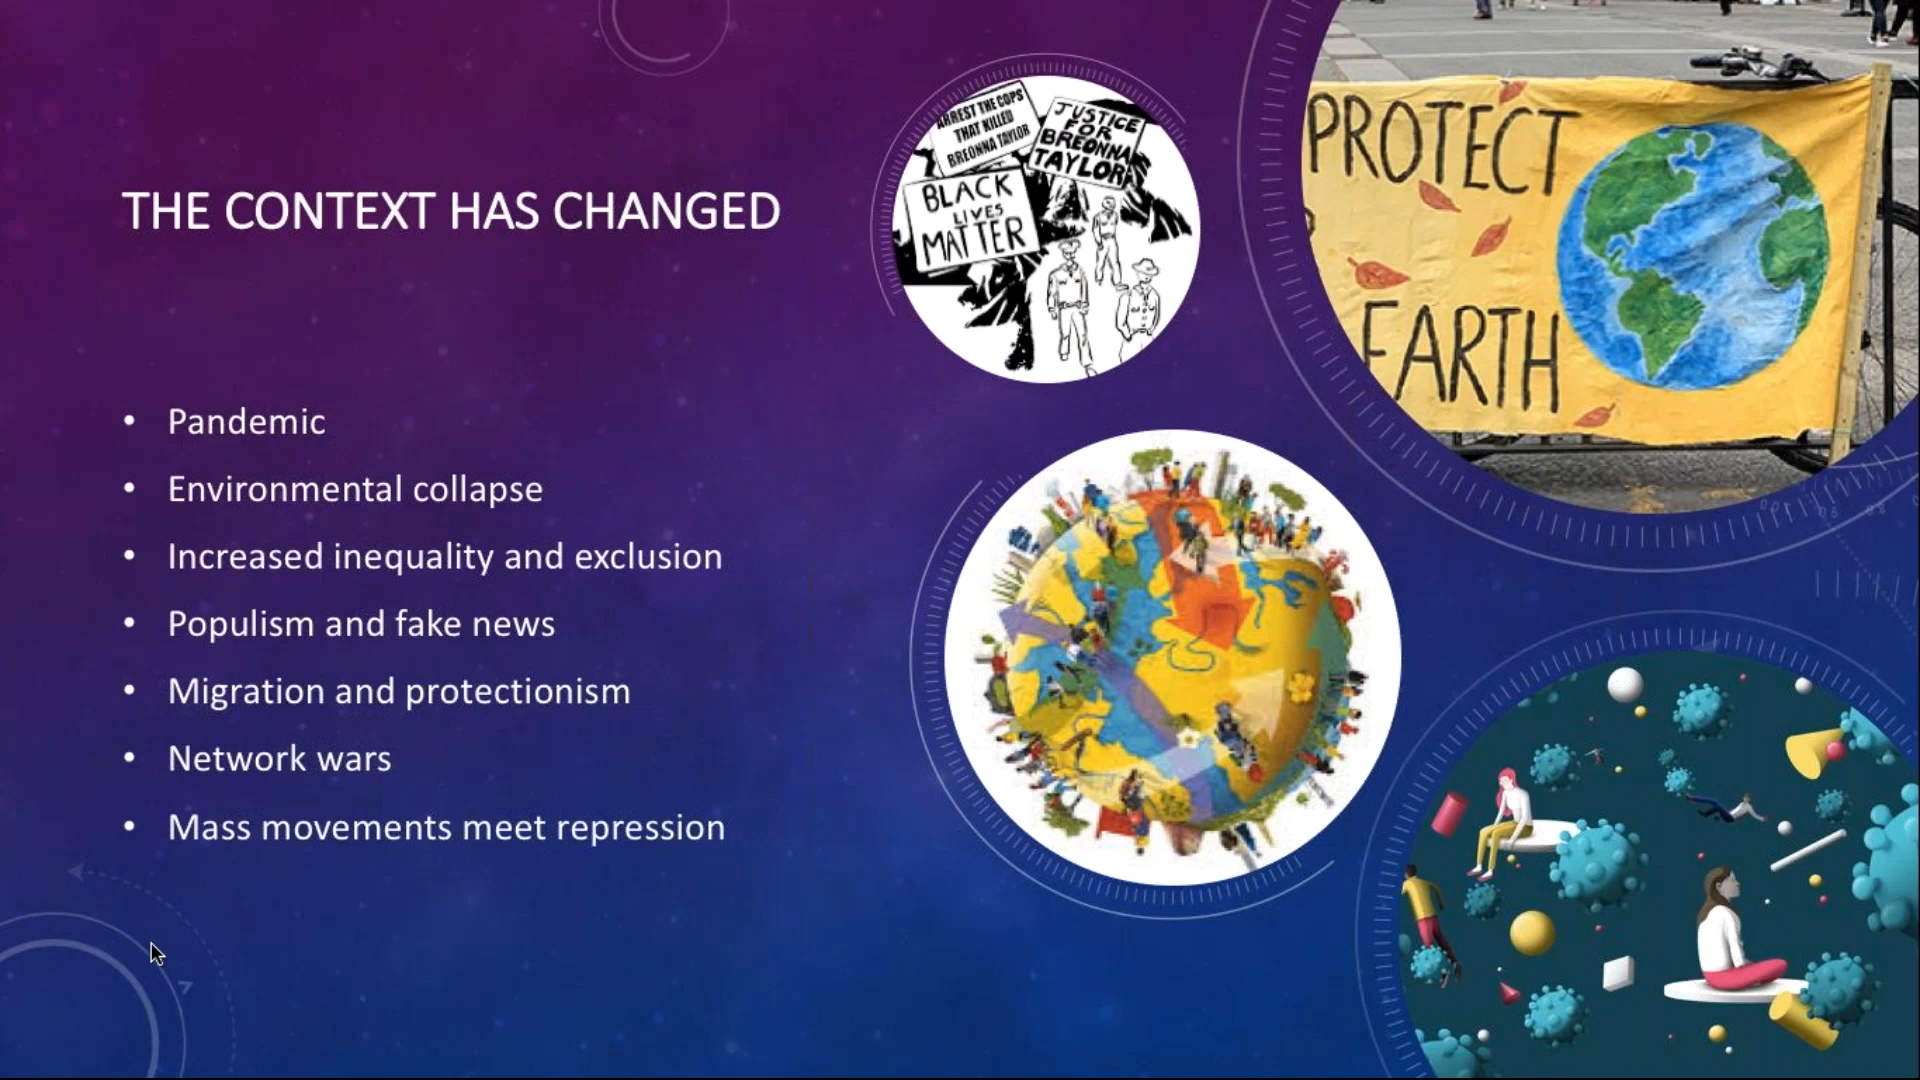 THE CONTEXT HAS CHANGED
• Pandemic
• Environmental collapse
• Increased inequality and exclusion
• Populism and fake news
• Migration and protectionism
• Network wars
• Mass movements meet repression
ARREST THE COPS
THAT KILLED
BREONNA TAYLOR
JUSTICE
FOR
BREONNA
TAYLOR
BLACK
LIVES
MATTER
PROTECT
EARTH